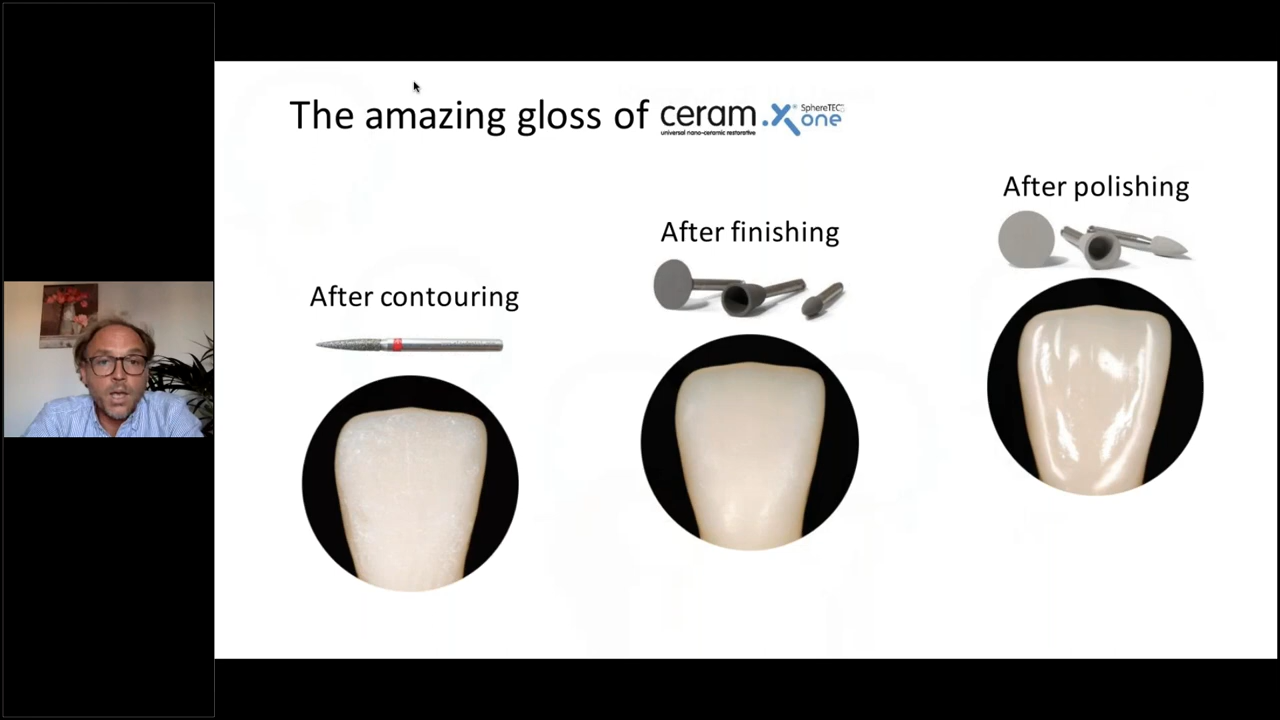 The amazing gloss of ceram.X one SphereTEC
universal nano-ceramic restorative
After polishing
After finishing
After contouring